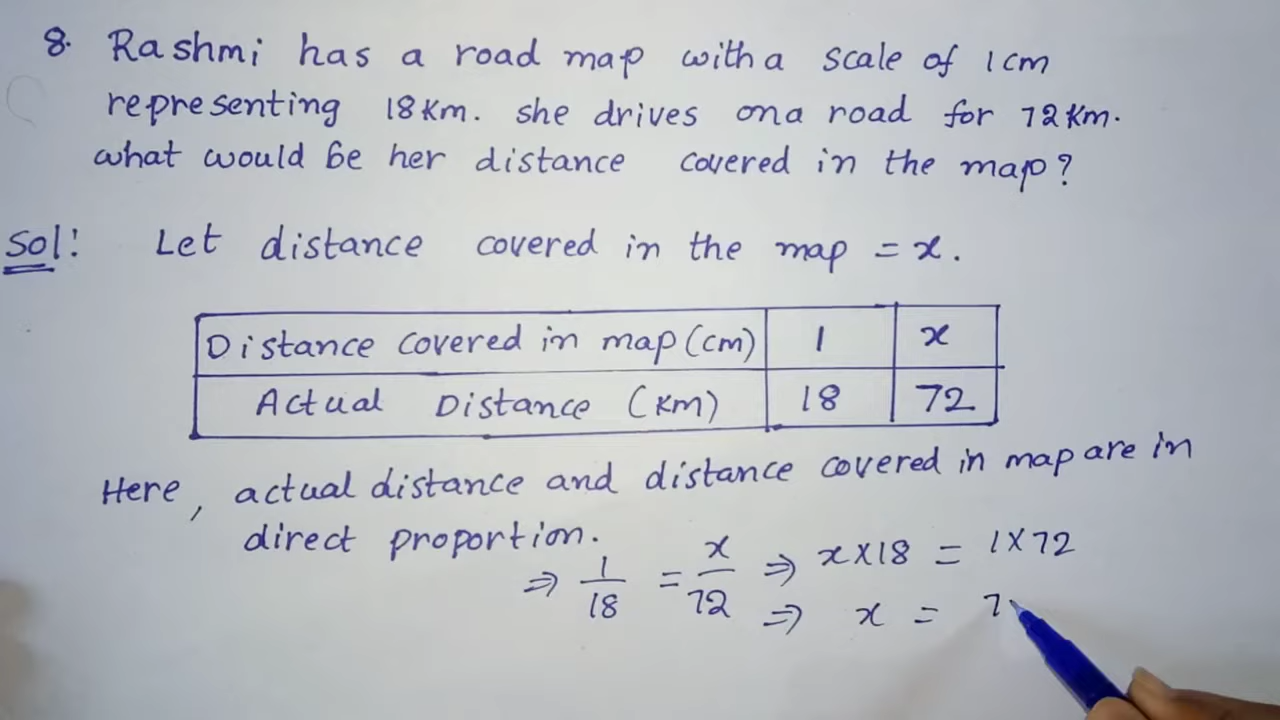 8. Rashmi has a road map with a scale of 1cm
representing 18Km. she drives on a road for 72Km.
what would be her distance covered in the map?
Sol: Let distance covered in the map = x.
Distance covered in map (cm) 1 x
Actual Distance (Km) 18 72
Here, actual distance and distance covered in map are in
direct proportion.
⇒ 1/18 = x/72 ⇒ x×18 = 1×72
⇒ x = 7